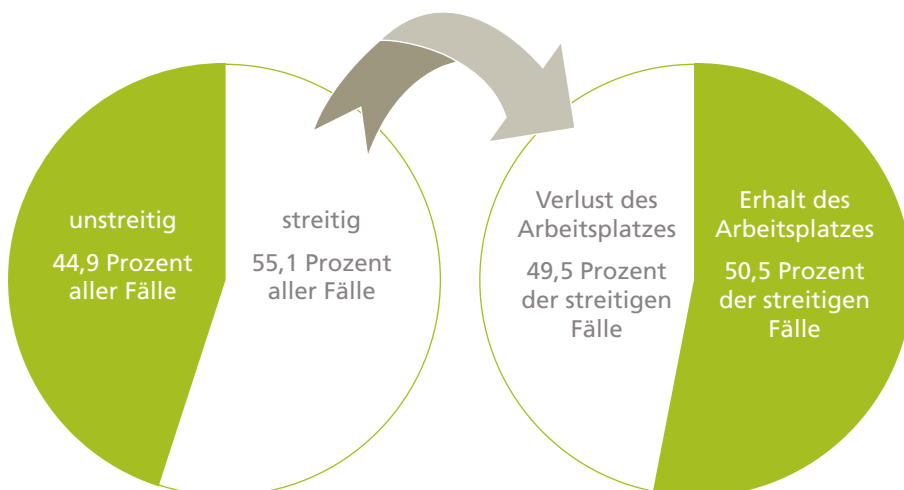 unstreitig
44,9 Prozent
aller Fälle
streitig
55,1 Prozent
aller Fälle
Verlust des
Arbeitsplatzes
49,5 Prozent
der streitigen
Fälle
Erhalt des
Arbeitsplatzes
50,5 Prozent
der streitigen
Fälle